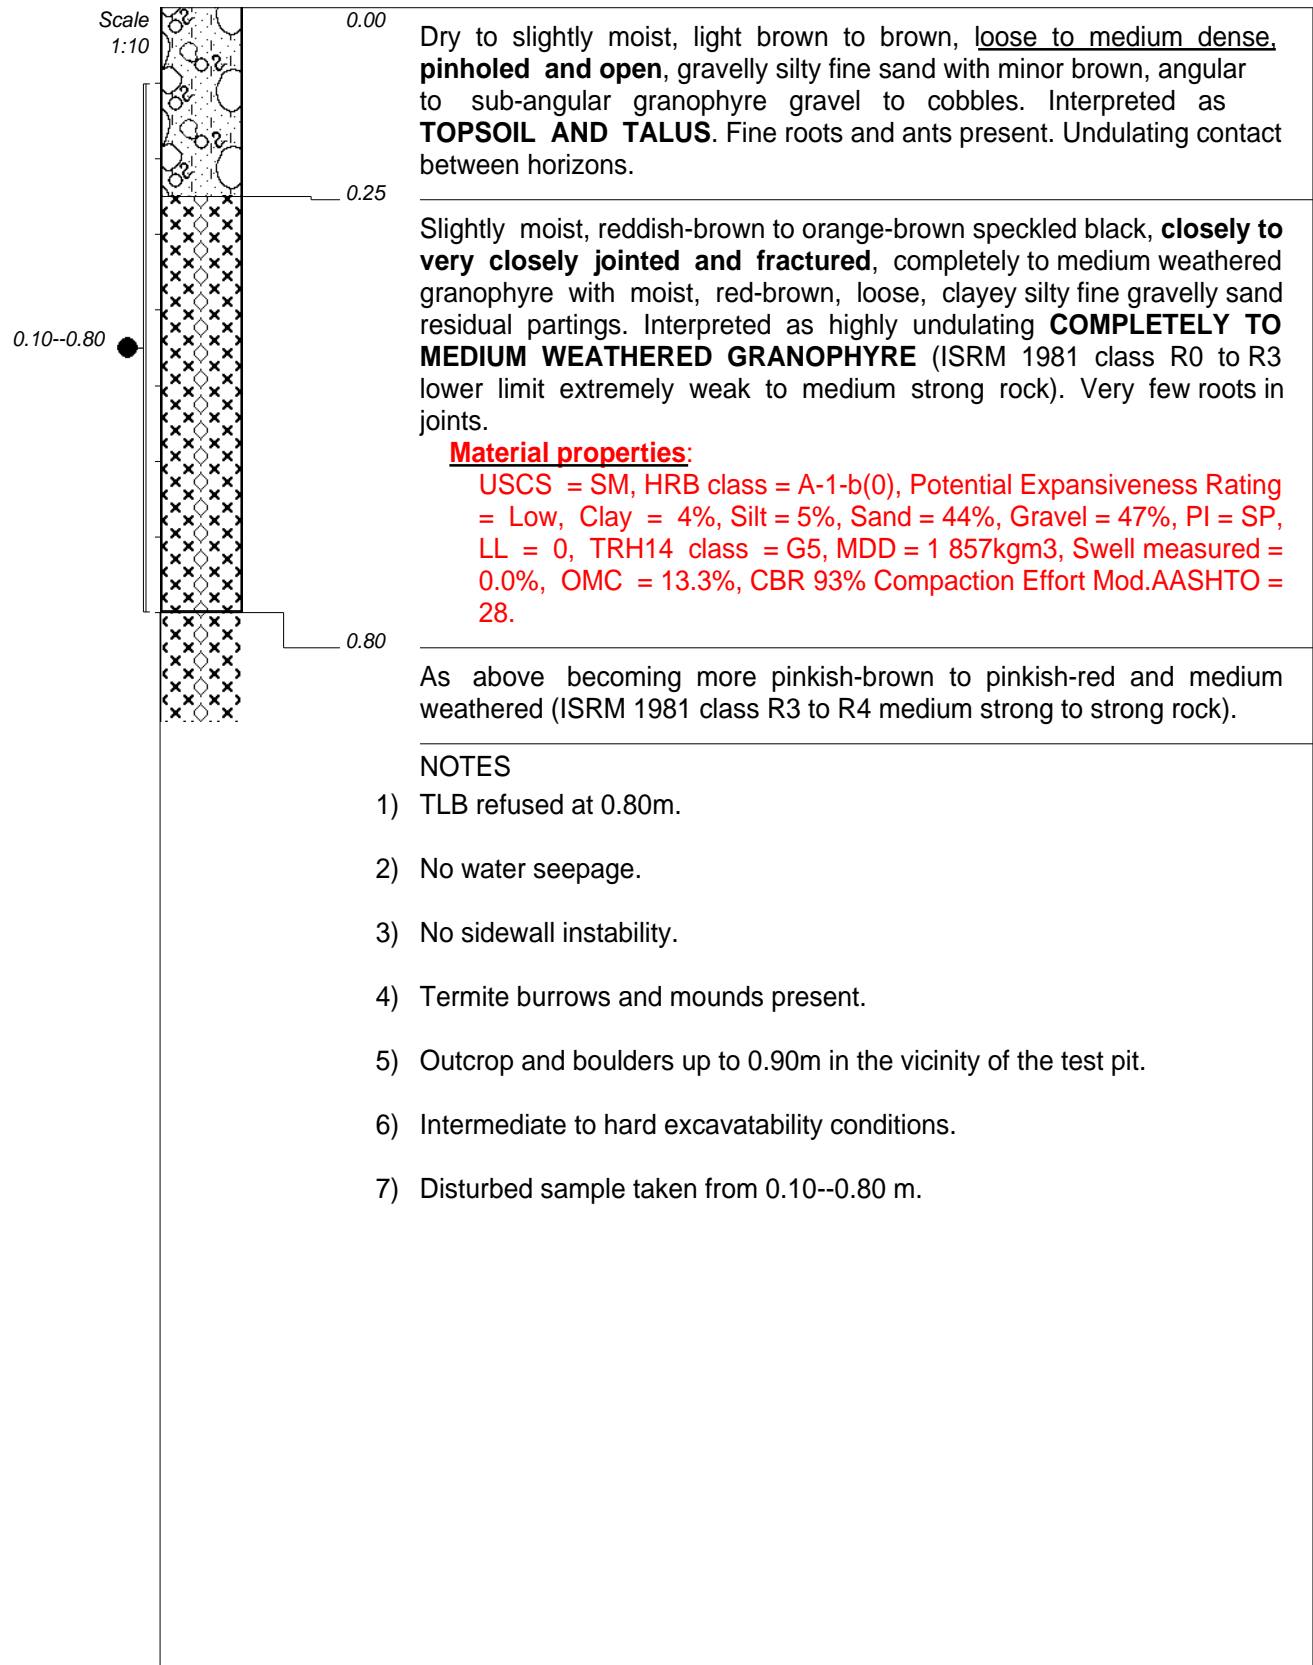 Scale
1:10
0.00
Dry to slightly moist, light brown to brown, loose to medium dense,
pinholed and open, gravelly silty fine sand with minor brown, angular
to sub-angular granophyre gravel to cobbles. Interpreted as
TOPSOIL AND TALUS. Fine roots and ants present. Undulating contact
between horizons.
0.25
Slightly moist, reddish-brown to orange-brown speckled black, closely to
very closely jointed and fractured, completely to medium weathered
granophyre with moist, red-brown, loose, clayey silty fine gravelly sand
residual partings. Interpreted as highly undulating COMPLETELY TO
MEDIUM WEATHERED GRANOPHYRE (ISRM 1981 class R0 to R3
lower limit extremely weak to medium strong rock). Very few roots in
joints.
0.10--0.80
Material properties:
USCS = SM, HRB class = A-1-b(0), Potential Expansiveness Rating
= Low, Clay = 4%, Silt = 5%, Sand = 44%, Gravel = 47%, PI = SP,
LL = 0, TRH14 class = G5, MDD = 1 857kgm3, Swell measured =
0.0%, OMC = 13.3%, CBR 93% Compaction Effort Mod.AASHTO =
28.
0.80
As above becoming more pinkish-brown to pinkish-red and medium
weathered (ISRM 1981 class R3 to R4 medium strong to strong rock).
NOTES
1) TLB refused at 0.80m.
2) No water seepage.
3) No sidewall instability.
4) Termite burrows and mounds present.
5) Outcrop and boulders up to 0.90m in the vicinity of the test pit.
6) Intermediate to hard excavatability conditions.
7) Disturbed sample taken from 0.10--0.80 m.